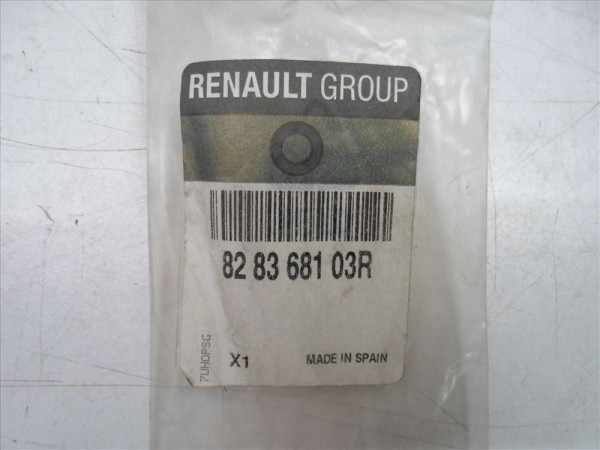 RENAULT GROUP
82 83 681 03R
7UHOPSG
X1
MADE IN SPAIN